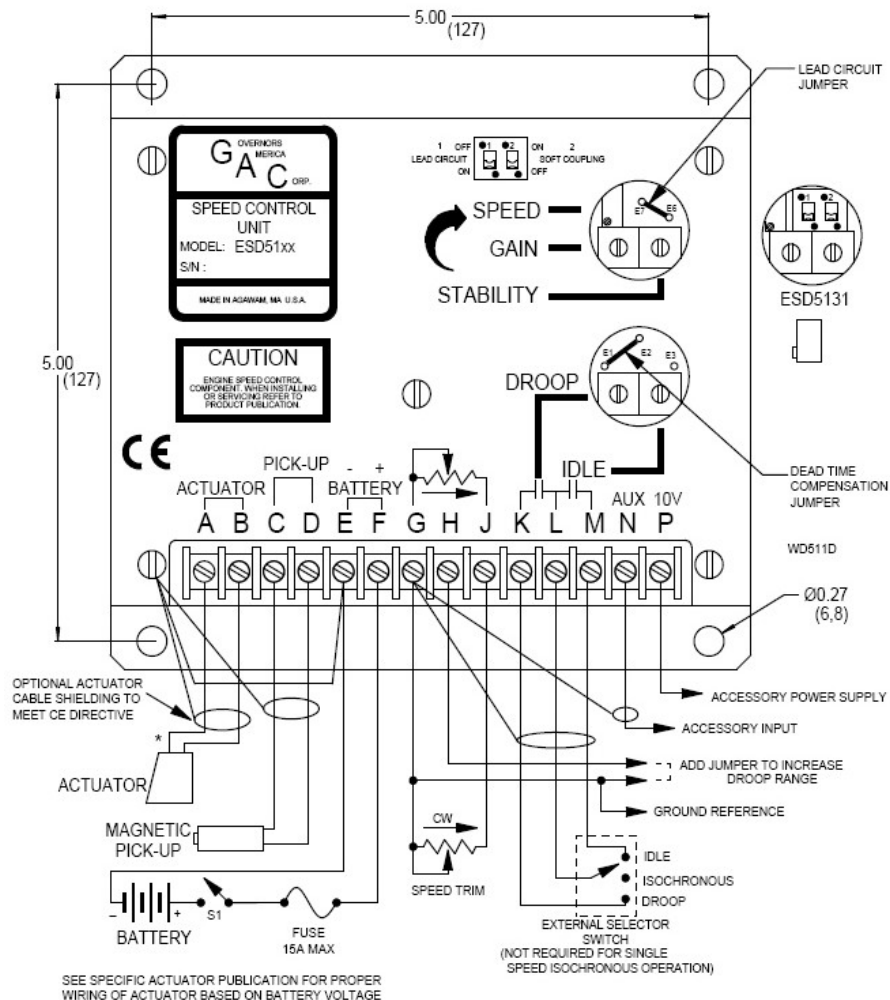 5.00
(127)
LEAD CIRCUIT
JUMPER
GOVERNORS
AMERICA
CORP.
1 OFF 1 2 ON 2
LEAD CIRCUIT SOFT COUPLING
ON OFF
SPEED CONTROL
UNIT
MODEL: ESD51xx
S/N :
MADE IN AGAWAM, MA U.S.A.
SPEED
GAIN
STABILITY
E7 E6
1 2
ESD5131
5.00
(127)
CAUTION
ENGINE SPEED CONTROL
COMPONENT. WHEN INSTALLING
OR SERVICING REFER TO
PRODUCT PUBLICATION.
DROOP
E1 E2 E3
IDLE
DEAD TIME
COMPENSATION
JUMPER
CE
PICK-UP - +
ACTUATOR BATTERY AUX 10V
A B C D E F G H J K L M N P
WD511D
Ø0.27
(6,8)
OPTIONAL ACTUATOR
CABLE SHIELDING TO
MEET CE DIRECTIVE
*
ACTUATOR
ACCESSORY POWER SUPPLY
ACCESSORY INPUT
ADD JUMPER TO INCREASE
DROOP RANGE
GROUND REFERENCE
MAGNETIC
PICK-UP
CW
SPEED TRIM
IDLE
ISOCHRONOUS
DROOP
- +
BATTERY
S1
FUSE
15A MAX
EXTERNAL SELECTOR
SWITCH
(NOT REQUIRED FOR SINGLE
SPEED ISOCHRONOUS OPERATION)
SEE SPECIFIC ACTUATOR PUBLICATION FOR PROPER
WIRING OF ACTUATOR BASED ON BATTERY VOLTAGE